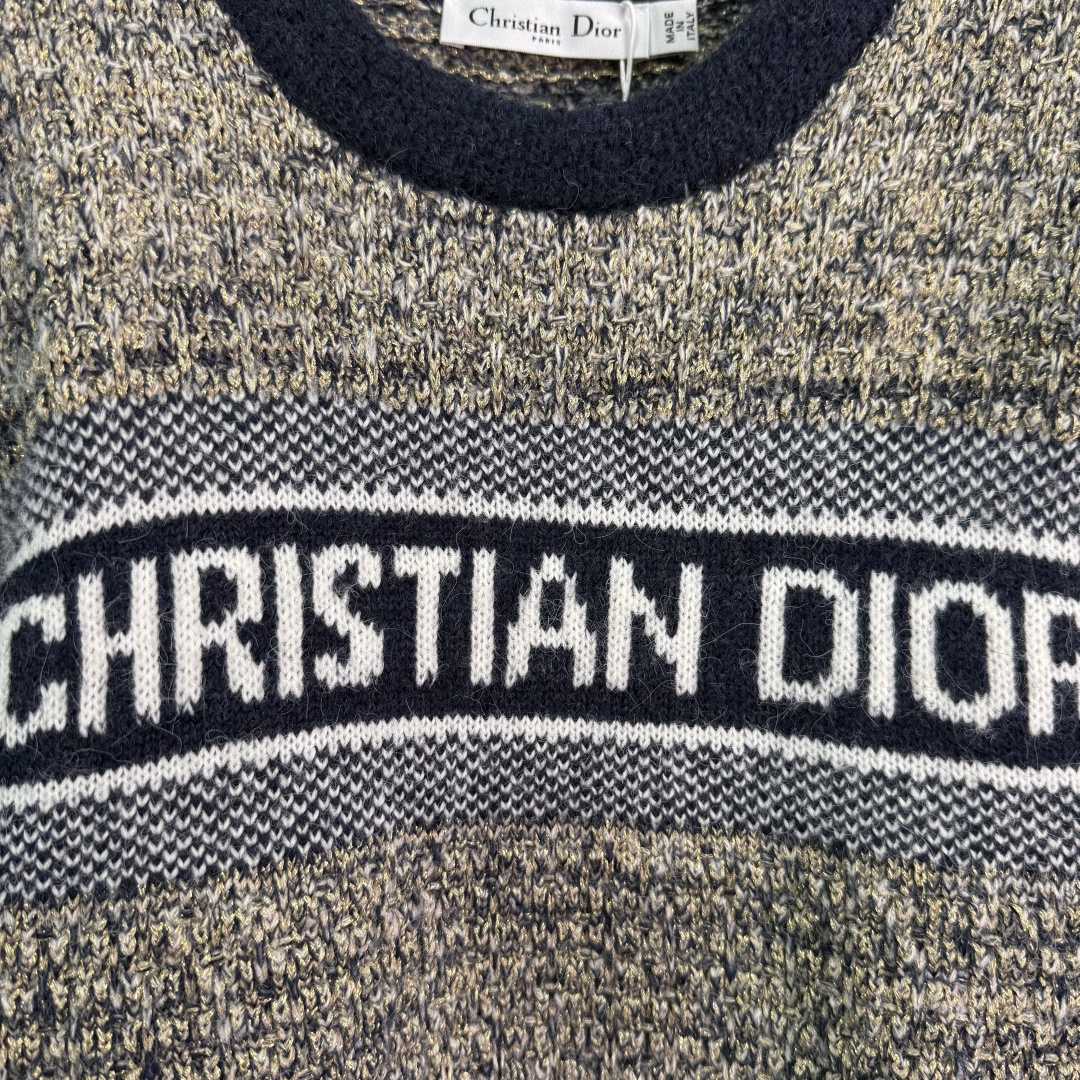 Christian Dior
PARIS
MADE
IN
ITALY
CHRISTIAN DIOR